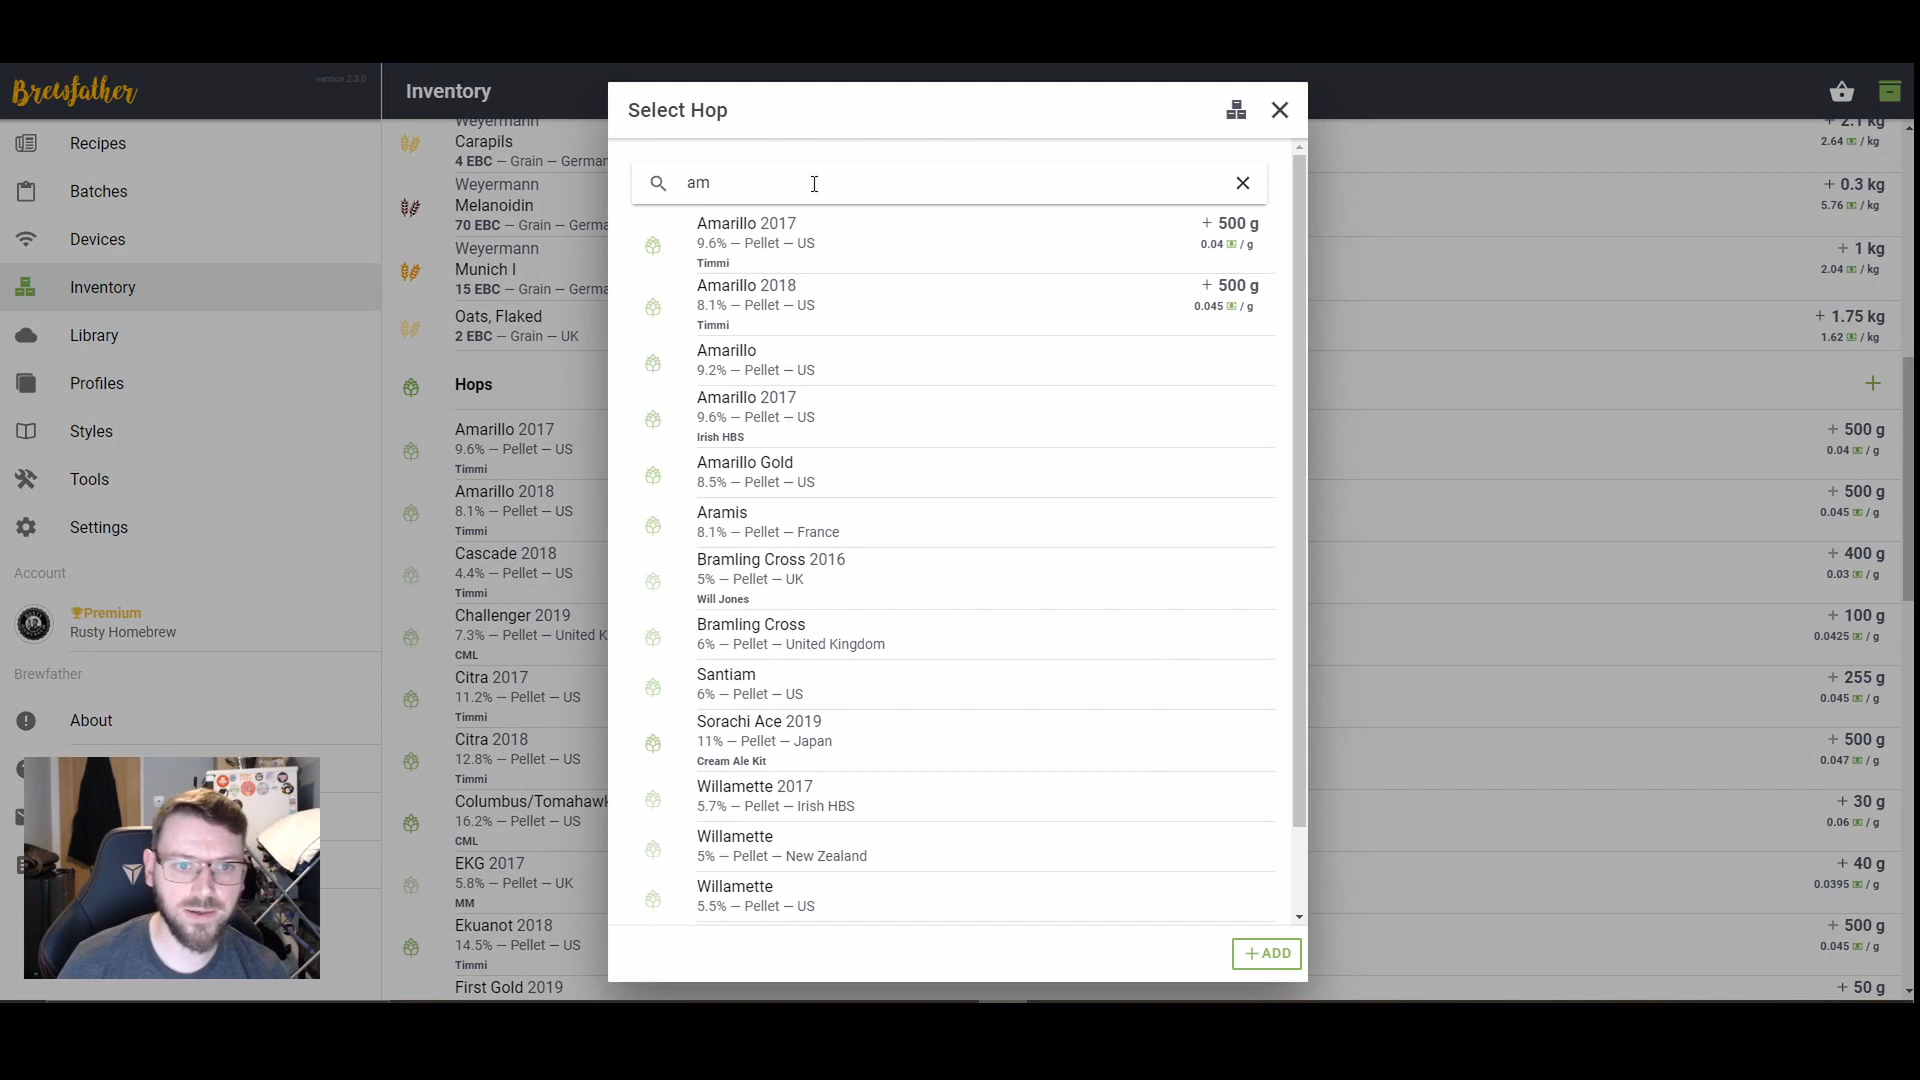 Brewfather
version 2.3.0
Recipes
Batches
Devices
Inventory
Library
Profiles
Styles
Tools
Settings
Account
Premium
Rusty Homebrew
Brewfather
About
Inventory
Weyermann
Carapils
4 EBC — Grain — German
+ 2.1 kg
2.64 / kg
Weyermann
Melanoidin
70 EBC — Grain — Germa
+ 0.3 kg
5.76 / kg
Weyermann
Munich I
15 EBC — Grain — Germa
+ 1 kg
2.04 / kg
Oats, Flaked
2 EBC — Grain — UK
+ 1.75 kg
1.62 / kg
Hops
+
Amarillo 2017
9.6% — Pellet — US
Timmi
+ 500 g
0.04 / g
Amarillo 2018
8.1% — Pellet — US
Timmi
+ 500 g
0.045 / g
Cascade 2018
4.4% — Pellet — US
Timmi
+ 400 g
0.03 / g
Challenger 2019
7.3% — Pellet — United K
CML
+ 100 g
0.0425 / g
Citra 2017
11.2% — Pellet — US
Timmi
+ 255 g
0.045 / g
Citra 2018
12.8% — Pellet — US
Timmi
+ 500 g
0.047 / g
Columbus/Tomahawk
16.2% — Pellet — US
CML
+ 30 g
0.06 / g
EKG 2017
5.8% — Pellet — UK
MM
+ 40 g
0.0395 / g
Ekuanot 2018
14.5% — Pellet — US
Timmi
+ 500 g
0.045 / g
First Gold 2019
+ 50 g
Select Hop
am
Amarillo 2017
9.6% — Pellet — US
Timmi
+ 500 g
0.04 / g
Amarillo 2018
8.1% — Pellet — US
Timmi
+ 500 g
0.045 / g
Amarillo
9.2% — Pellet — US
Amarillo 2017
9.6% — Pellet — US
Irish HBS
Amarillo Gold
8.5% — Pellet — US
Aramis
8.1% — Pellet — France
Bramling Cross 2016
5% — Pellet — UK
Will Jones
Bramling Cross
6% — Pellet — United Kingdom
Santiam
6% — Pellet — US
Sorachi Ace 2019
11% — Pellet — Japan
Cream Ale Kit
Willamette 2017
5.7% — Pellet — Irish HBS
Willamette
5% — Pellet — New Zealand
Willamette
5.5% — Pellet — US
+ ADD